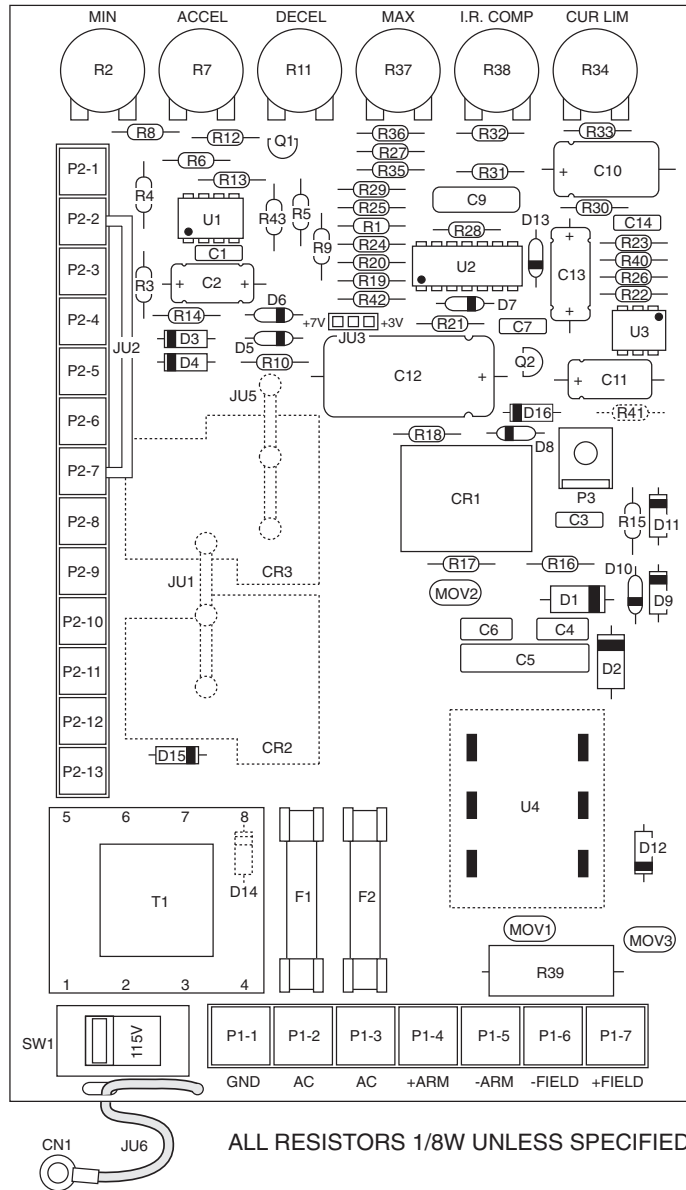 MIN ACCEL DECEL MAX I.R. COMP CUR LIM
R2 R7 R11 R37 R38 R34
R8 R12 Q1 R36 R32 R33
R27
P2-1 R6 R35 R31 C10
R13
R4 R29 C9
P2-2 U1 R43 R5 R25 R30
R1 R28 D13 C14
R9 R24 R23
C1 R20 U2 C13 R40
P2-3 R3 C2 R19 R26
R42 D7 R22
P2-4 R14 D6 +7V +3V R21 C7 U3
JU3
JU2 D3 D5
P2-5 D4 R10 C12 Q2 C11
JU5
P2-6 D16 R41
R18 D8
P2-7 CR1 P3
P2-8 C3 R15 D11
P2-9 JU1 CR3 R17 R16 D10
MOV2 D1 D9
P2-10 C6 C4
P2-11 C5 D2
P2-12 D15 CR2
P2-13
5 6 7 8 U4
D14 D12
T1 F1 F2
MOV1
MOV3
1 2 3 4 R39
SW1 115V P1-1 P1-2 P1-3 P1-4 P1-5 P1-6 P1-7
GND AC AC +ARM -ARM -FIELD +FIELD
CN1 JU6 ALL RESISTORS 1/8W UNLESS SPECIFIED